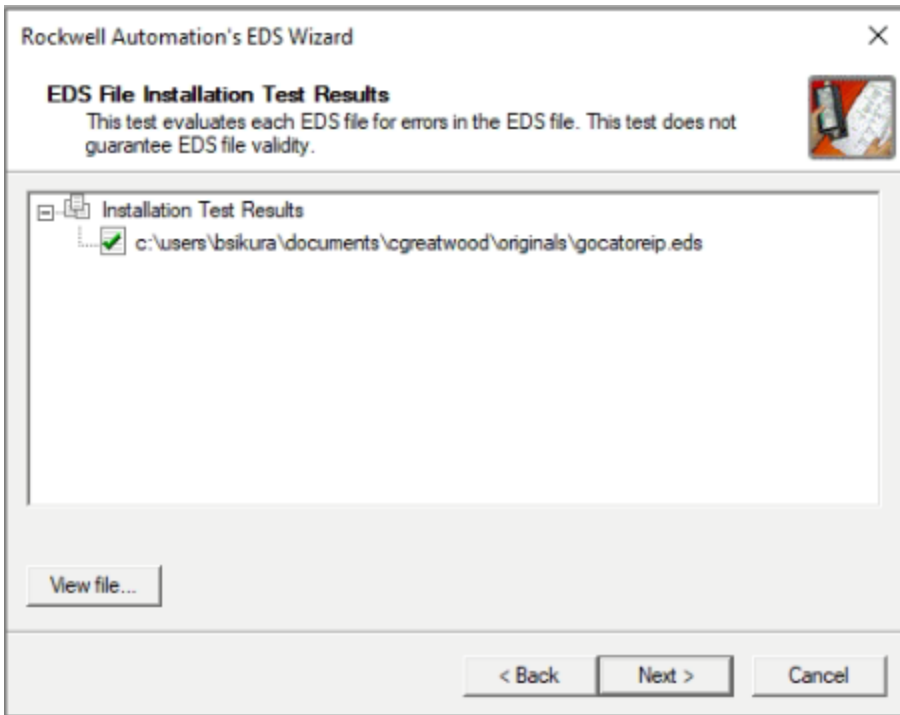 Rockwell Automation's EDS Wizard
EDS File Installation Test Results
This test evaluates each EDS file for errors in the EDS file. This test does not
guarantee EDS file validity.
Installation Test Results
c:\users\bsikura\documents\cgreatwood\originals\gocatoreip.eds
View file...
< Back
Next >
Cancel